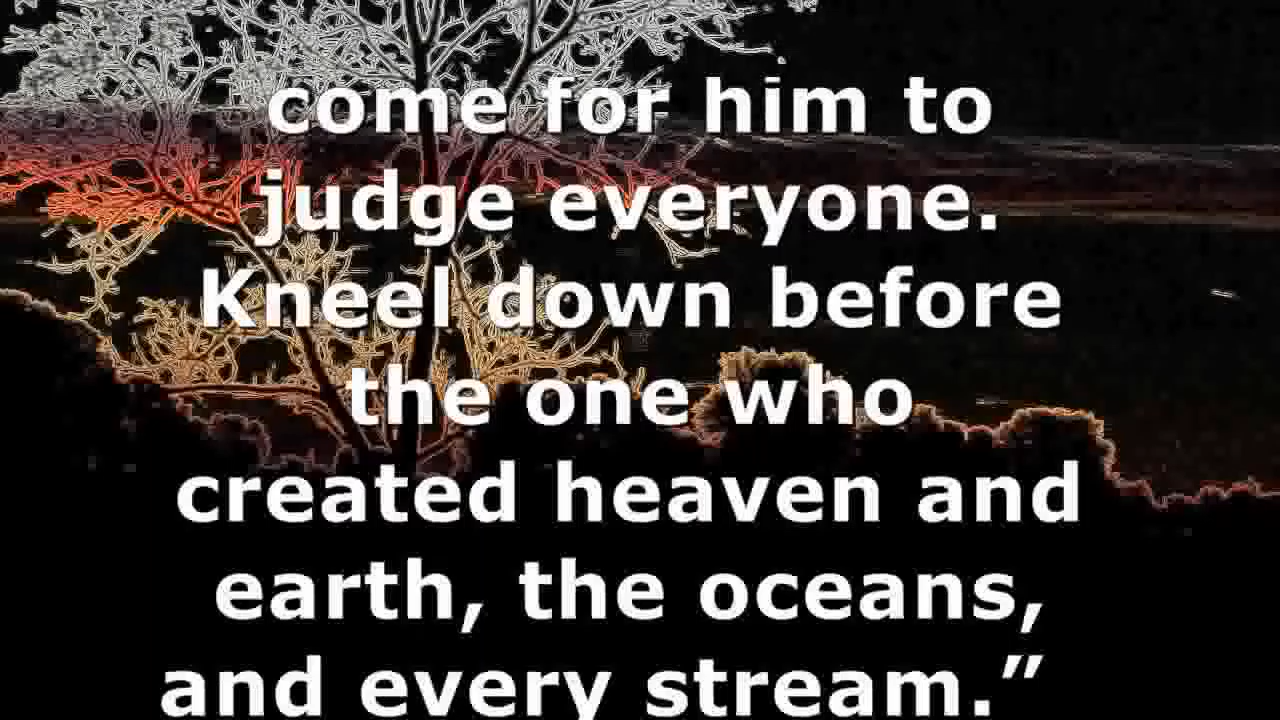 come for him to
judge everyone.
Kneel down before
the one who
created heaven and
earth, the oceans,
and every stream.”